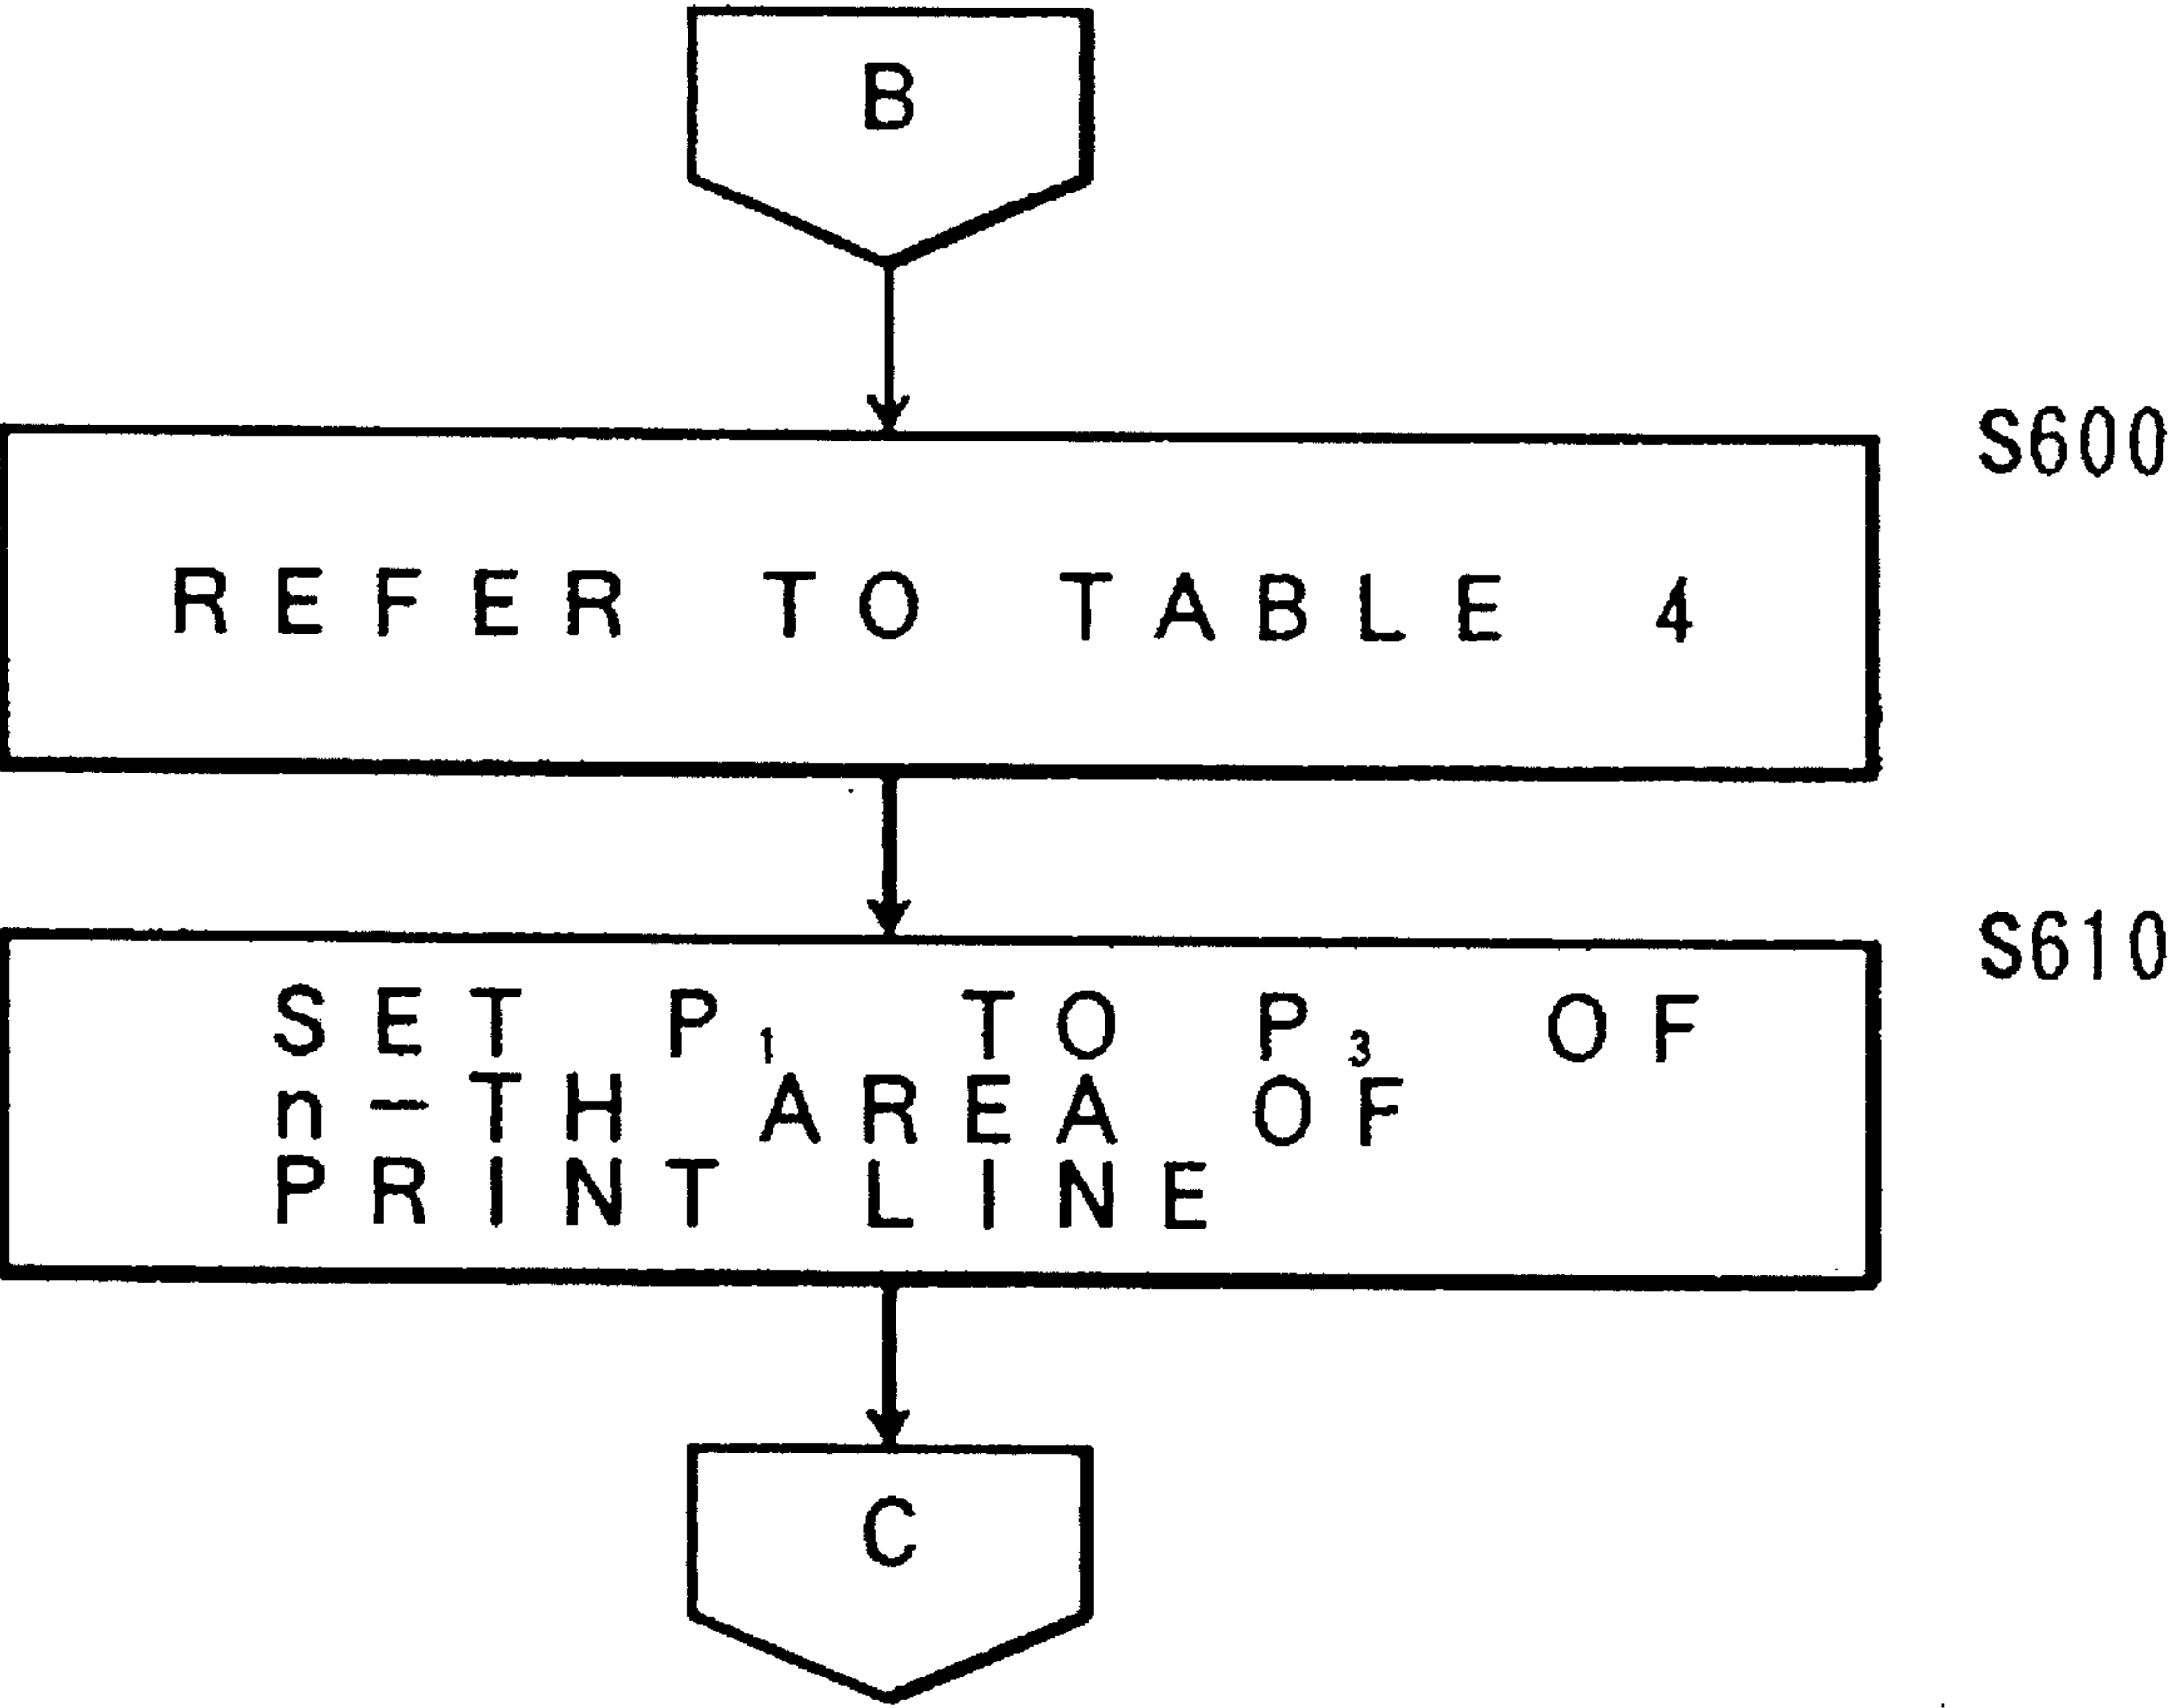 B
S600
REFER TO TABLE 4
S610
SET P₁ TO P₃ OF
n-TH AREA OF
PRINT LINE
C